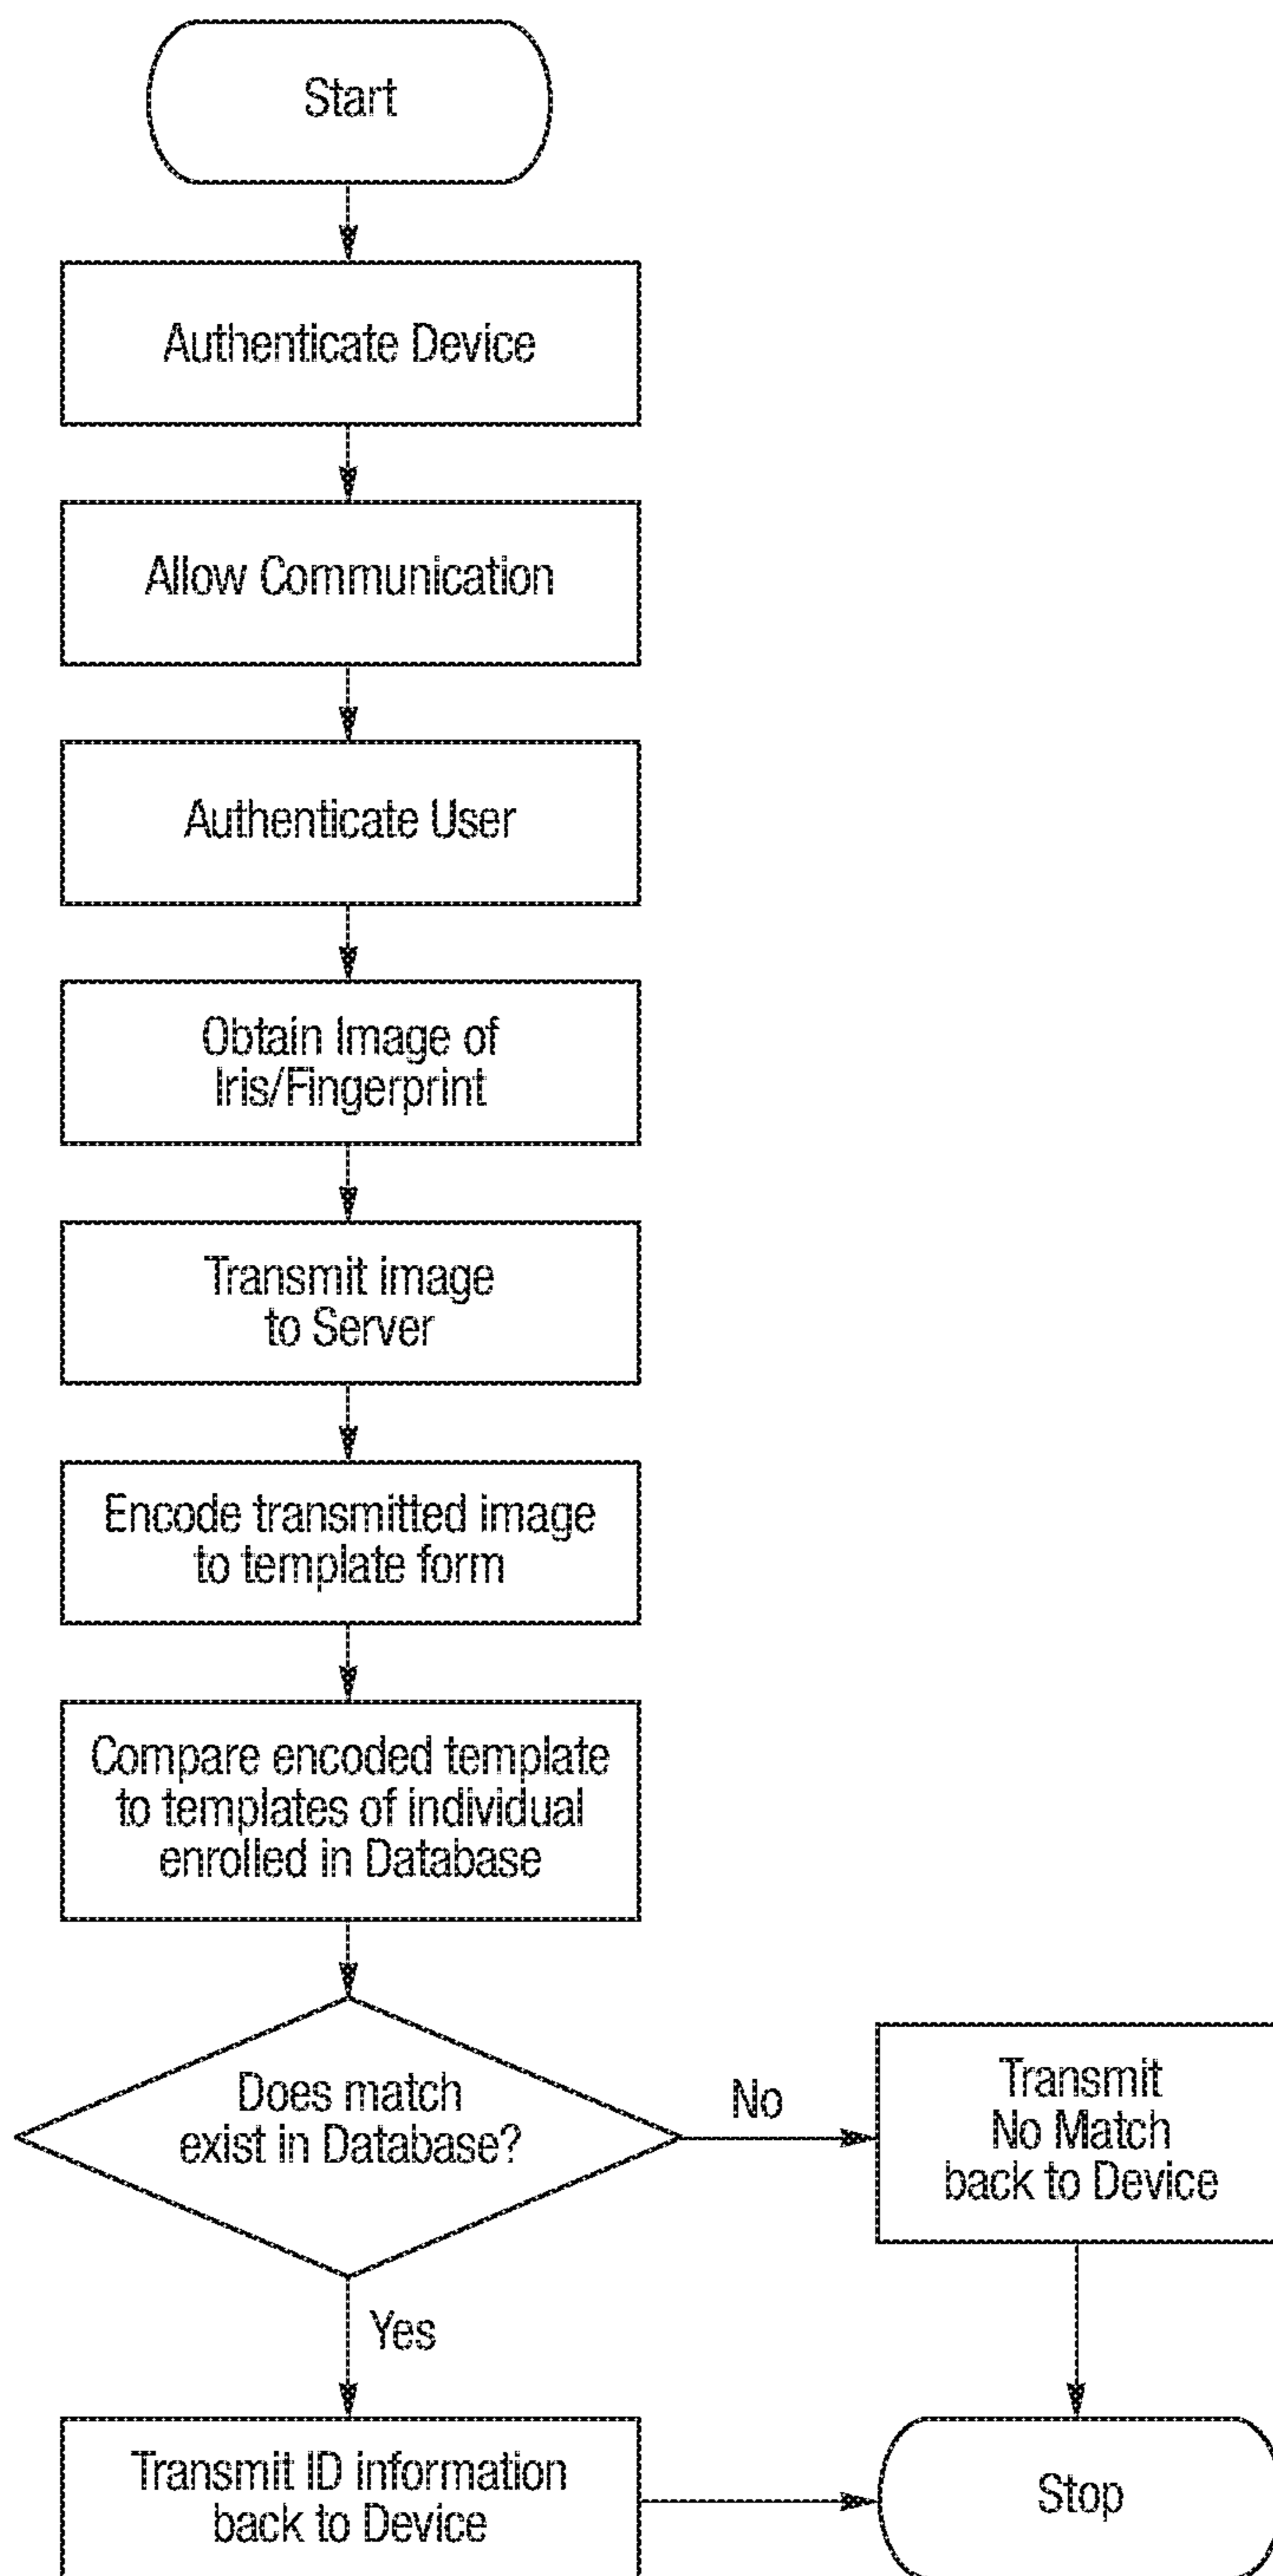 Start
Authenticate Device
Allow Communication
Authenticate User
Obtain Image of
Iris/Fingerprint
Transmit image
to Server
Encode transmitted image
to template form
Compare encoded template
to templates of individual
enrolled in Database
Does match
exist in Database?
No
Transmit
No Match
back to Device
Yes
Transmit ID information
back to Device
Stop